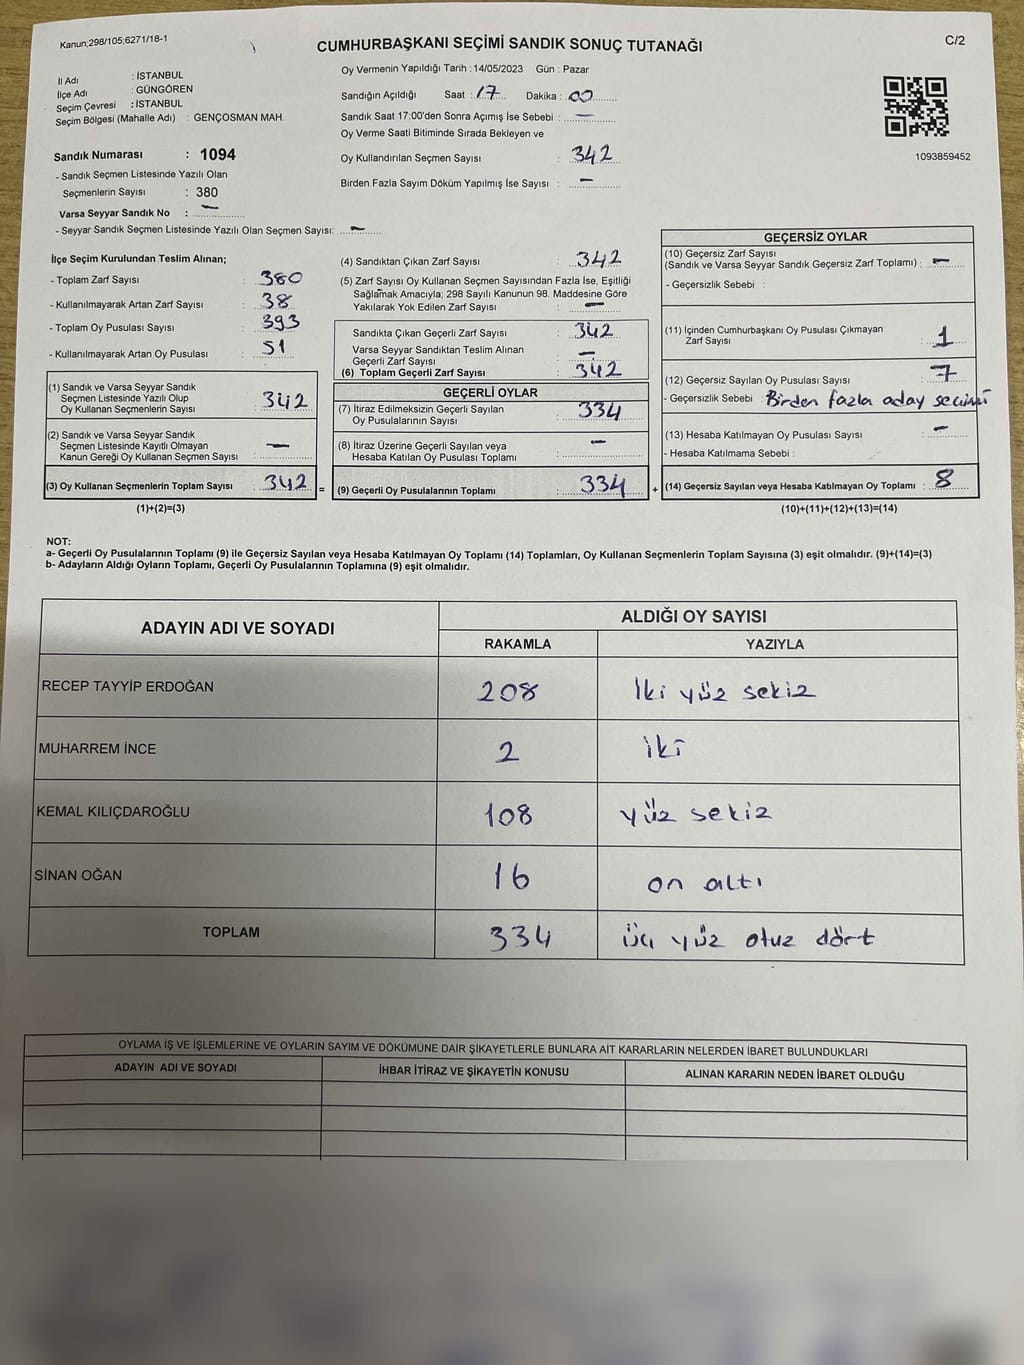 Kanun;298/105;6271/18-1
CUMHURBAŞKANI SEÇİMİ SANDIK SONUÇ TUTANAĞI
C/2
İl Adı : İSTANBUL
İlçe Adı : GÜNGÖREN
Seçim Çevresi : İSTANBUL
Seçim Bölgesi (Mahalle Adı) : GENÇOSMAN MAH.
Sandık Numarası : 1094
- Sandık Seçmen Listesinde Yazılı Olan
Seçmenlerin Sayısı : 380
Varsa Seyyar Sandık No : —
- Seyyar Sandık Seçmen Listesinde Yazılı Olan Seçmen Sayısı: —
Oy Vermenin Yapıldığı Tarih : 14/05/2023 Gün : Pazar
Sandığın Açıldığı Saat : 17 Dakika : 00
Sandık Saat 17:00'den Sonra Açımış İse Sebebi : —
Oy Verme Saati Bitiminde Sırada Bekleyen ve
Oy Kullandırılan Seçmen Sayısı : 342
Birden Fazla Sayım Döküm Yapılmış İse Sayısı : —
1093859452
İlçe Seçim Kurulundan Teslim Alınan;
- Toplam Zarf Sayısı : 380
- Kullanılmayarak Artan Zarf Sayısı : 38
- Toplam Oy Pusulası Sayısı : 393
- Kullanılmayarak Artan Oy Pusulası : 51
(1) Sandık ve Varsa Seyyar Sandık
Seçmen Listesinde Yazılı Olup
Oy Kullanan Seçmenlerin Sayısı : 342
(2) Sandık ve Varsa Seyyar Sandık
Seçmen Listesinde Kayıtlı Olmayan
Kanun Gereği Oy Kullanan Seçmen Sayısı : —
(3) Oy Kullanan Seçmenlerin Toplam Sayısı : 342 =
(1)+(2)=(3)
(4) Sandıktan Çıkan Zarf Sayısı : 342
(5) Zarf Sayısı Oy Kullanan Seçmen Sayısından Fazla İse, Eşitliği
Sağlamak Amacıyla; 298 Sayılı Kanunun 98. Maddesine Göre
Yakılarak Yok Edilen Zarf Sayısı : —
Sandıkta Çıkan Geçerli Zarf Sayısı : 342
Varsa Seyyar Sandıktan Teslim Alınan
Geçerli Zarf Sayısı : —
(6) Toplam Geçerli Zarf Sayısı : 342
GEÇERLİ OYLAR
(7) İtiraz Edilmeksizin Geçerli Sayılan
Oy Pusulalarının Sayısı : 334
(8) İtiraz Üzerine Geçerli Sayılan veya
Hesaba Katılan Oy Pusulası Toplamı : —
(9) Geçerli Oy Pusulalarının Toplamı : 334 +
GEÇERSİZ OYLAR
(10) Geçersiz Zarf Sayısı
(Sandık ve Varsa Seyyar Sandık Geçersiz Zarf Toplamı) : —
- Geçersizlik Sebebi :
(11) İçinden Cumhurbaşkanı Oy Pusulası Çıkmayan
Zarf Sayısı : 1
(12) Geçersiz Sayılan Oy Pusulası Sayısı : 7
- Geçersizlik Sebebi : Birden fazla aday seçimi
(13) Hesaba Katılmayan Oy Pusulası Sayısı : —
- Hesaba Katılmama Sebebi :
(14) Geçersiz Sayılan veya Hesaba Katılmayan Oy Toplamı : 8
(10)+(11)+(12)+(13)=(14)
NOT:
a- Geçerli Oy Pusulalarının Toplamı (9) ile Geçersiz Sayılan veya Hesaba Katılmayan Oy Toplamı (14) Toplamları, Oy Kullanan Seçmenlerin Toplam Sayısına (3) eşit olmalıdır. (9)+(14)=(3)
b- Adayların Aldığı Oyların Toplamı, Geçerli Oy Pusulalarının Toplamına (9) eşit olmalıdır.
ADAYIN ADI VE SOYADI
ALDIĞI OY SAYISI
RAKAMLA YAZIYLA
RECEP TAYYİP ERDOĞAN 208 İki yüz sekiz
MUHARREM İNCE 2 iki
KEMAL KILIÇDAROĞLU 108 yüz sekiz
SİNAN OĞAN 16 on altı
TOPLAM 334 üç yüz otuz dört
OYLAMA İŞ VE İŞLEMLERİNE VE OYLARIN SAYIM VE DÖKÜMÜNE DAİR ŞİKAYETLERLE BUNLARA AİT KARARLARIN NELERDEN İBARET BULUNDUKLARI
ADAYIN ADI VE SOYADI İHBAR İTİRAZ VE ŞİKAYETİN KONUSU ALINAN KARARIN NEDEN İBARET OLDUĞU